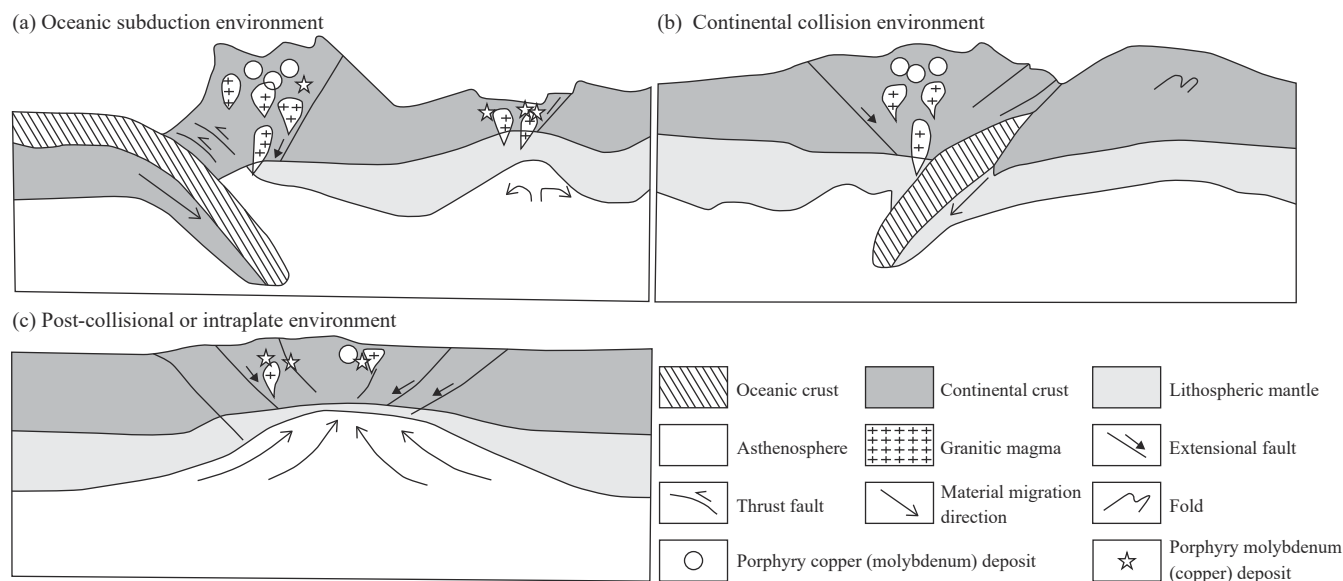 (a) Oceanic subduction environment
(b) Continental collision environment
(c) Post-collisional or intraplate environment
Oceanic crust
Continental crust
Lithospheric mantle
Asthenosphere
Granitic magma
Extensional fault
Thrust fault
Material migration
direction
Fold
Porphyry copper (molybdenum) deposit
Porphyry molybdenum
(copper) deposit